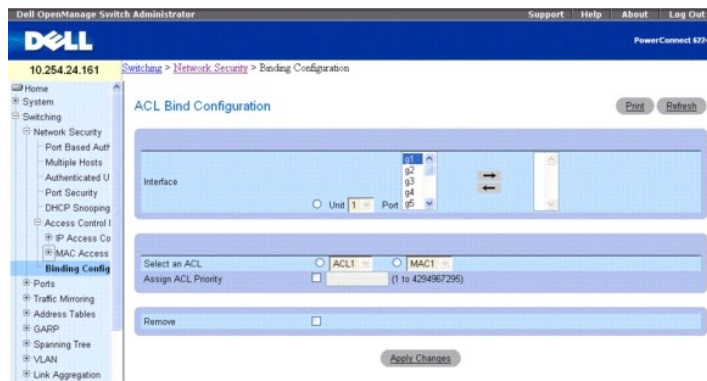 Dell OpenManage Switch Administrator
Support Help About Log Out
DELL
PowerConnect 6224
10.254.24.161
Switching > Network Security > Binding Configuration
Home
System
Switching
Network Security
Port Based Auth
Multiple Hosts
Authenticated U
Port Security
DHCP Snooping
Access Control l
IP Access Co
MAC Access
Binding Config
Ports
Traffic Mirroring
Address Tables
GARP
Spanning Tree
VLAN
Link Aggregation
ACL Bind Configuration
Print Refresh
Interface
Unit 1 Port
g1
g2
g3
g4
g5
Select an ACL ACL1 MAC1
Assign ACL Priority (1 to 4294967295)
Remove
Apply Changes